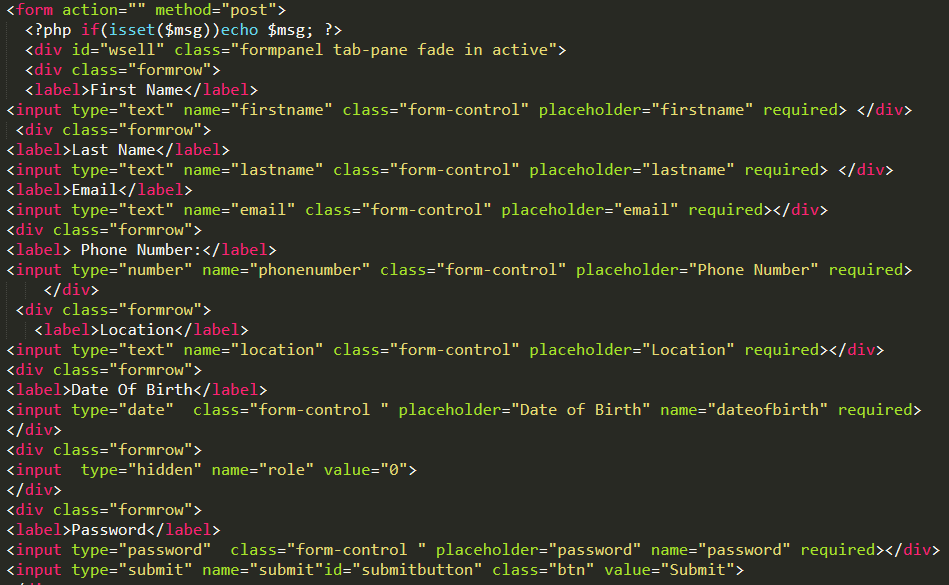 <form action="" method="post">
<?php if(isset($msg))echo $msg; ?>
<div id="wsell" class="formpanel tab-pane fade in active">
<div class="formrow">
<label>First Name</label>
<input type="text" name="firstname" class="form-control" placeholder="firstname" required> </div>
<div class="formrow">
<label>Last Name</label>
<input type="text" name="lastname" class="form-control" placeholder="lastname" required> </div>
<label>Email</label>
<input type="text" name="email" class="form-control" placeholder="email" required></div>
<div class="formrow">
<label> Phone Number:</label>
<input type="number" name="phonenumber" class="form-control" placeholder="Phone Number" required>
</div>
<div class="formrow">
<label>Location</label>
<input type="text" name="location" class="form-control" placeholder="Location" required></div>
<div class="formrow">
<label>Date Of Birth</label>
<input type="date"  class="form-control " placeholder="Date of Birth" name="dateofbirth" required>
</div>
<div class="formrow">
<input  type="hidden" name="role" value="0">
</div>
<div class="formrow">
<label>Password</label>
<input type="password"  class="form-control " placeholder="password" name="password" required></div>
<input type="submit" name="submit"id="submitbutton" class="btn" value="Submit">